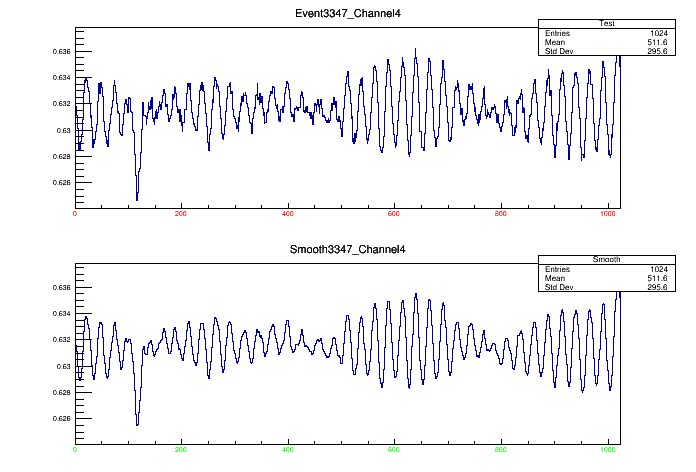 Event3347_Channel4
Test
Entries 1024
Mean 511.6
Std Dev 295.6
0.636
0.634
0.632
0.63
0.628
0.626
0 200 400 600 800 1000
Smooth3347_Channel4
Smooth
Entries 1024
Mean 511.6
Std Dev 295.6
0.636
0.634
0.632
0.63
0.628
0.626
0 200 400 600 800 1000